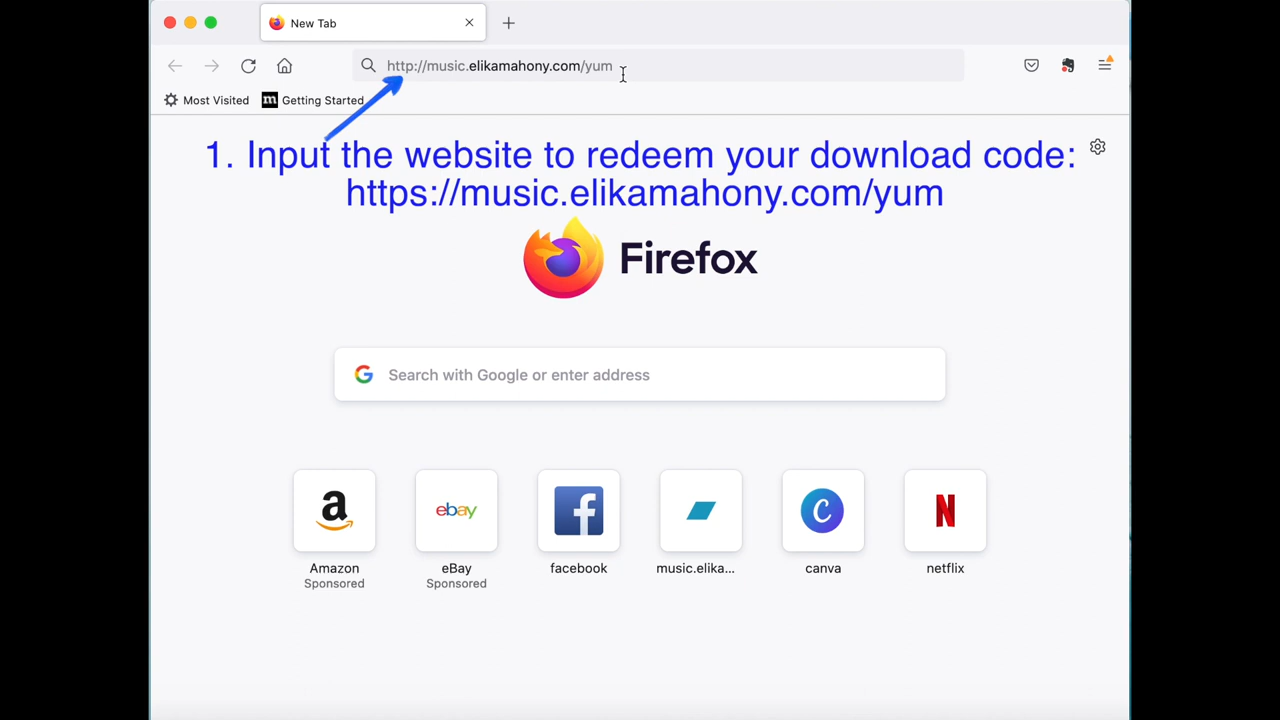 New Tab
http://music.elikamahony.com/yum
Most Visited
m Getting Started
1. Input the website to redeem your download code:
https://music.elikamahony.com/yum
Firefox
Search with Google or enter address
a
ebay
f
C
N
Amazon
eBay
facebook
music.elika...
canva
netflix
Sponsored
Sponsored